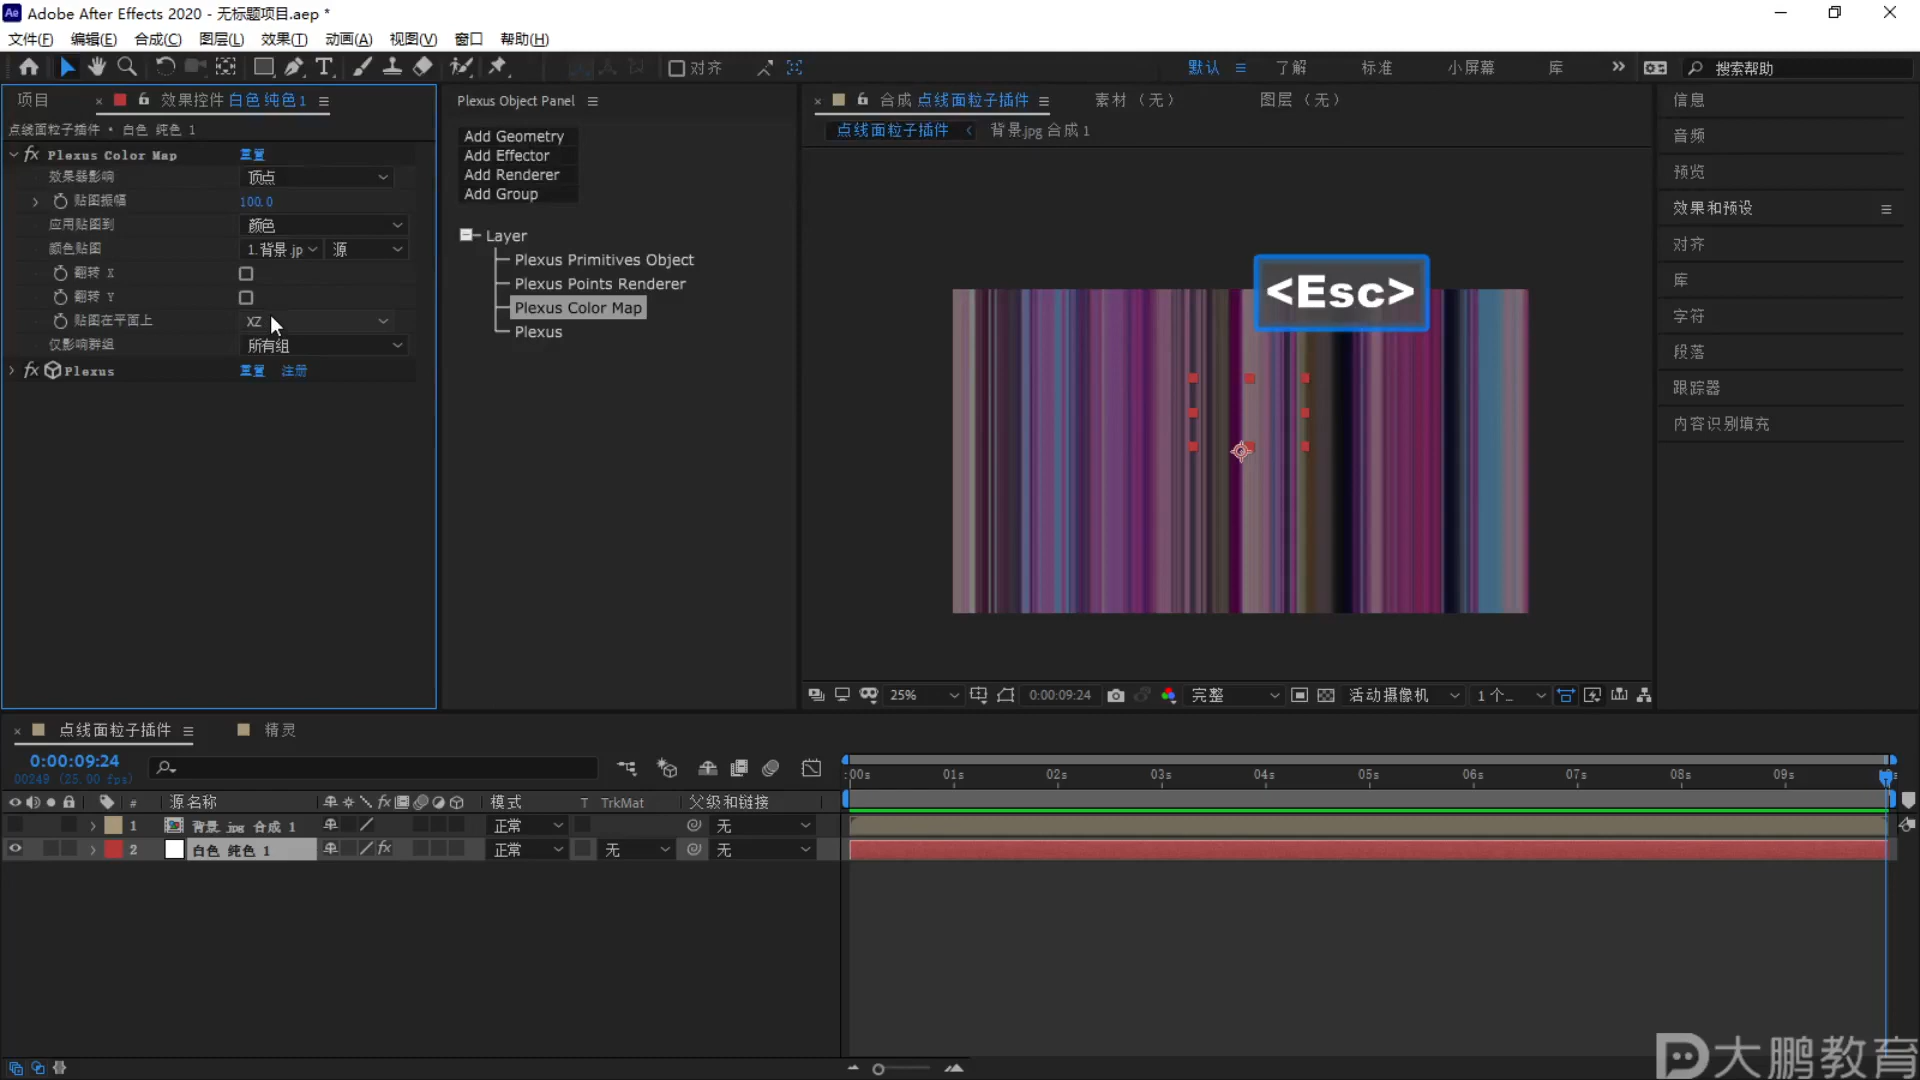 Adobe After Effects 2020 - 无标题项目.aep *
文件(F) 编辑(E) 合成(C) 图层(L) 效果(T) 动画(A) 视图(V) 窗口 帮助(H)
对齐 默认 了解 标准 小屏幕 库 搜索帮助
项目 效果控件 白色 纯色 1
点线面粒子插件 • 白色 纯色 1
fx Plexus Color Map 重置
效果器影响 顶点
贴图振幅 100.0
应用贴图到 颜色
颜色贴图 1.背景.jp 源
翻转 X
翻转 Y
贴图在平面上 XZ
仅影响群组 所有组
fx Plexus 重置 注册
Plexus Object Panel
Add Geometry
Add Effector
Add Renderer
Add Group
Layer
Plexus Primitives Object
Plexus Points Renderer
Plexus Color Map
Plexus
合成 点线面粒子插件 素材 （无） 图层 （无）
点线面粒子插件 背景.jpg 合成 1
<Esc>
25% 0:00:09:24 完整 活动摄像机 1 个...
信息
音频
预览
效果和预设
对齐
库
字符
段落
跟踪器
内容识别填充
点线面粒子插件 精灵
0:00:09:24
00249 (25.00 fps)
:00s 01s 02s 03s 04s 05s 06s 07s 08s 09s
# 源名称 fx 模式 T TrkMat 父级和链接
1 背景.jpg 合成 1 正常 无
2 白色 纯色 1 fx 正常 无 无
大鹏教育